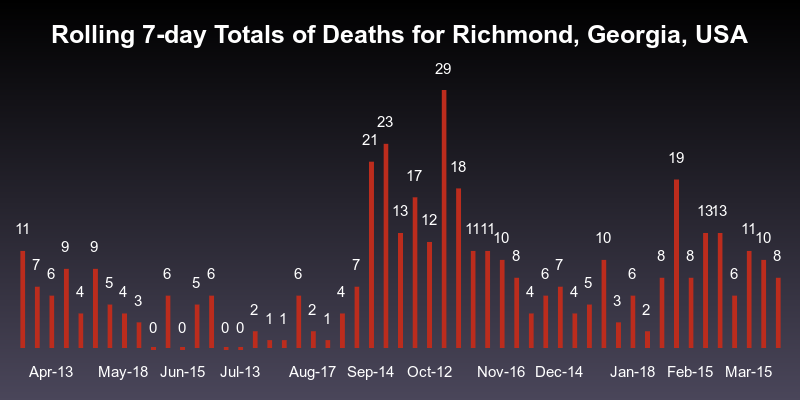 Rolling 7-day Totals of Deaths for Richmond, Georgia, USA
11 7 6 9 4 9 5 4 3 0 6 0 5 6 0 0 2 1 1 6 2 1 4 7 21 23 13 17 12 29 18 11 11 10 8 4 6 7 4 5 10 3 6 2 8 19 8 13 13 6 11 10 8
Apr-13 May-18 Jun-15 Jul-13 Aug-17 Sep-14 Oct-12 Nov-16 Dec-14 Jan-18 Feb-15 Mar-15